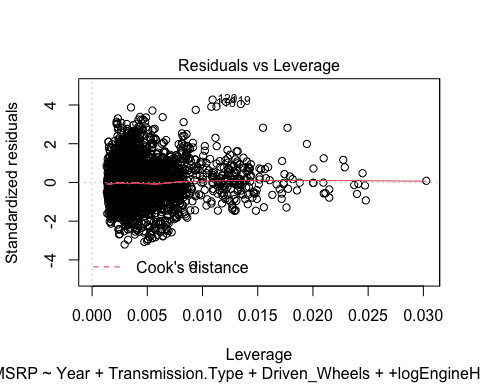 Residuals vs Leverage
Standardized residuals
4
2
0
-2
-4
Cook's distance
0.000 0.005 0.010 0.015 0.020 0.025 0.030
Leverage
MSRP ~ Year + Transmission.Type + Driven_Wheels + +logEngineH